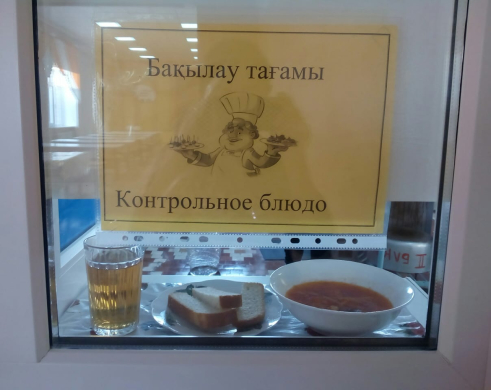 Бақылау тағамы
Контрольное блюдо